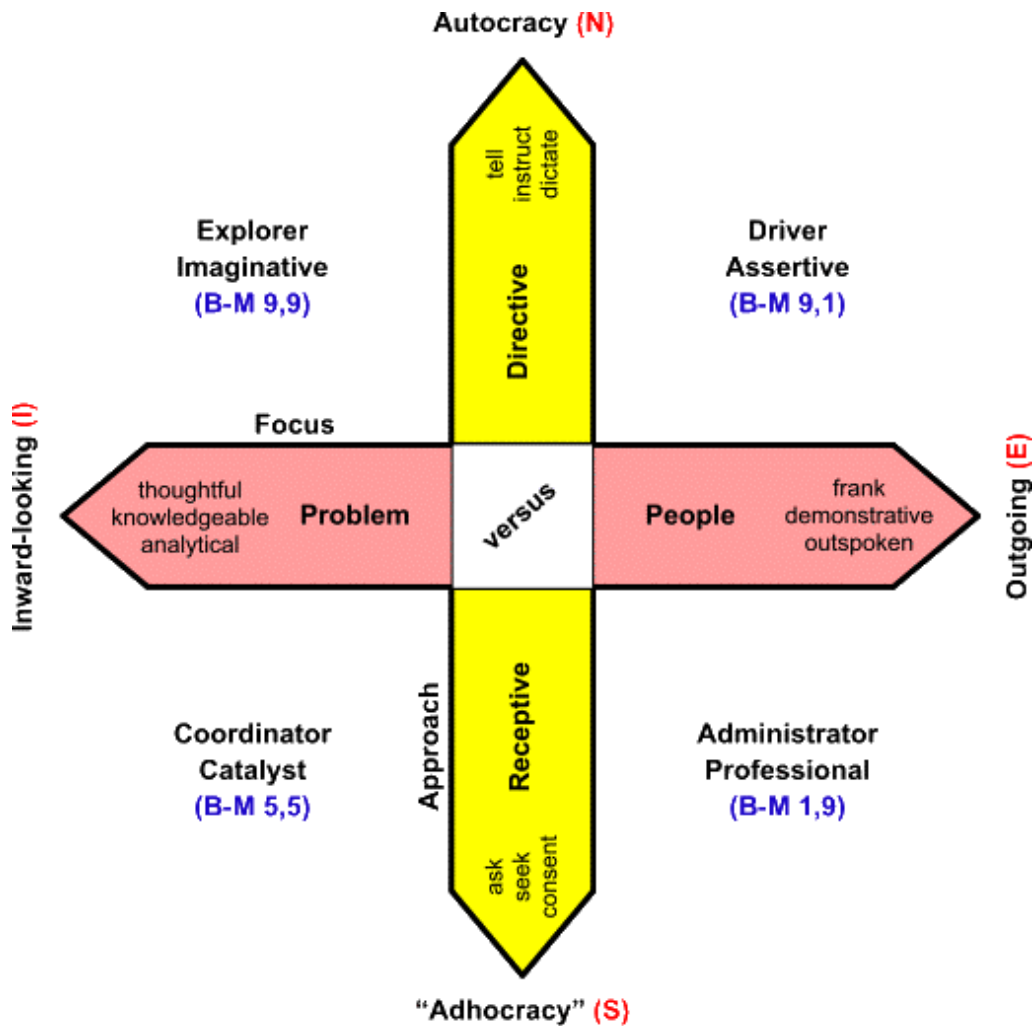 Autocracy (N)
tell
instruct
dictate
Directive
Explorer
Imaginative
(B-M 9,9)
Driver
Assertive
(B-M 9,1)
Inward-looking (I)
Focus
thoughtful
knowledgeable
analytical
Problem
versus
People
frank
demonstrative
outspoken
Outgoing (E)
Coordinator
Catalyst
(B-M 5,5)
Approach
Receptive
ask
seek
consent
Administrator
Professional
(B-M 1,9)
“Adhocracy” (S)